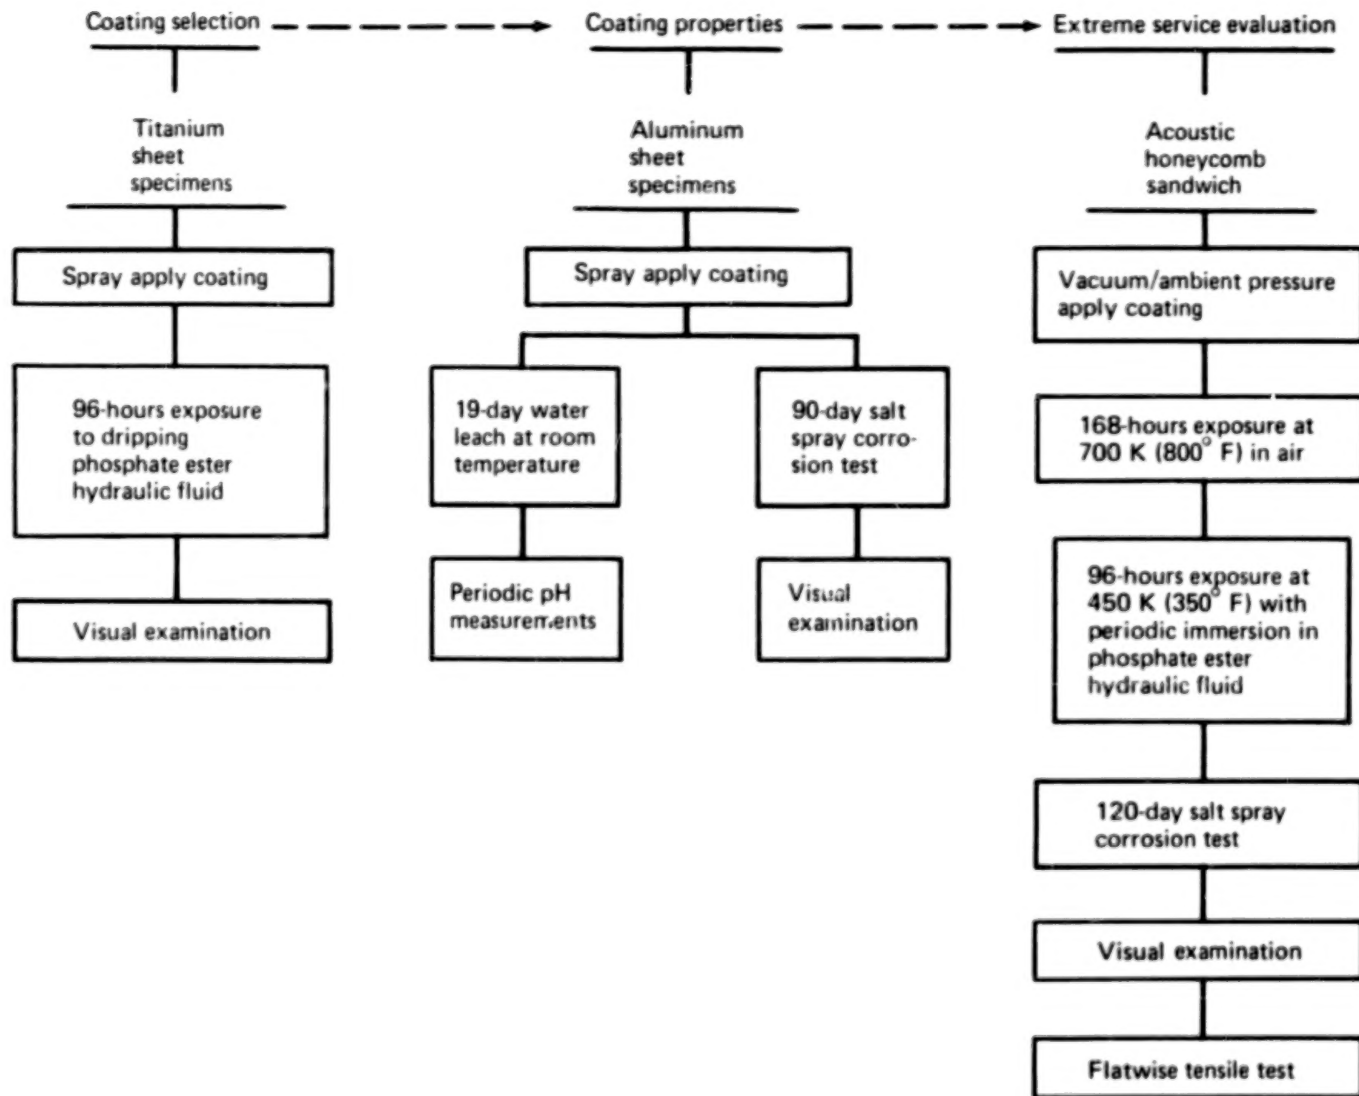 Coating selection
Coating properties
Extreme service evaluation
Titanium
sheet
specimens
Spray apply coating
96-hours exposure
to dripping
phosphate ester
hydraulic fluid
Visual examination
Aluminum
sheet
specimens
Spray apply coating
19-day water
leach at room
temperature
Periodic pH
measurements
90-day salt
spray corro-
sion test
Visual
examination
Acoustic
honeycomb
sandwich
Vacuum/ambient pressure
apply coating
168-hours exposure at
700 K (800° F) in air
96-hours exposure at
450 K (350° F) with
periodic immersion in
phosphate ester
hydraulic fluid
120-day salt spray
corrosion test
Visual examination
Flatwise tensile test